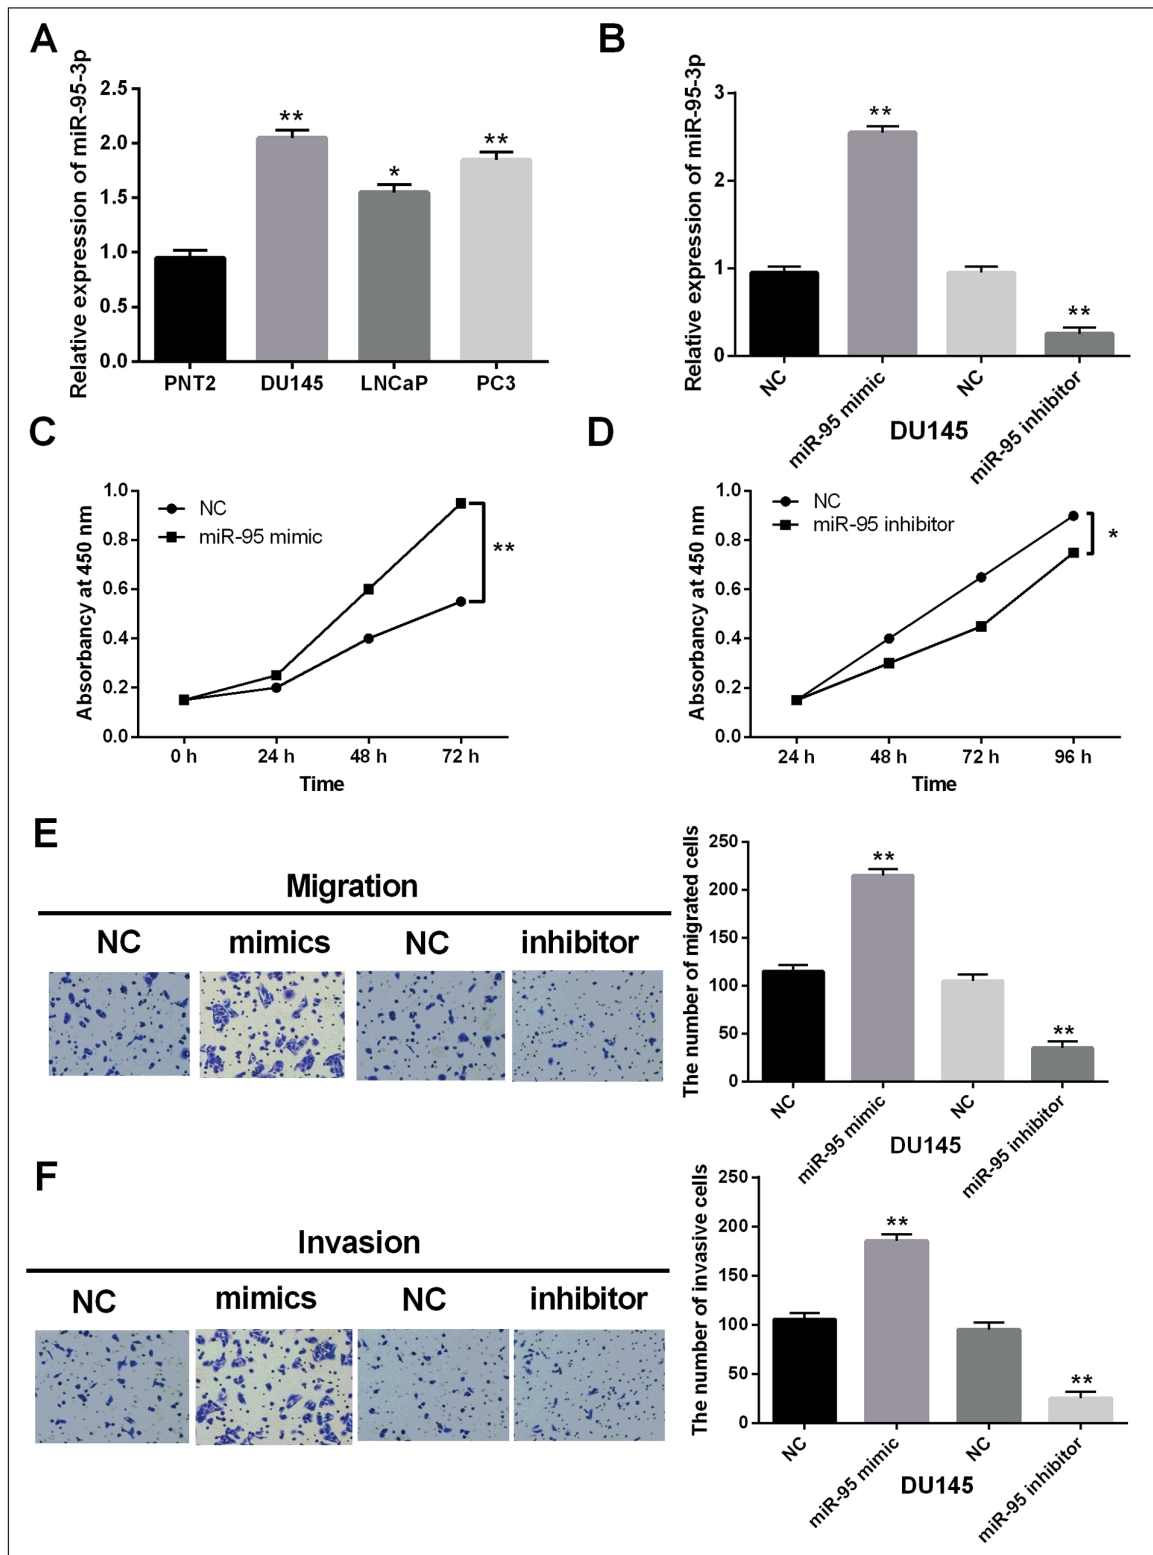 A
Relative expression of miR-95-3p
2.5
2.0
1.5
1.0
0.5
0.0
**
*
**
PNT2 DU145 LNCaP PC3
B
Relative expression of miR-95-3p
3
2
1
0
**
**
NC miR-95 mimic NC miR-95 inhibitor
DU145
C
Absorbancy at 450 nm
1.0
0.8
0.6
0.4
0.2
0.0
NC
miR-95 mimic
**
0 h 24 h 48 h 72 h
Time
D
Absorbancy at 450 nm
1.0
0.8
0.6
0.4
0.2
0.0
NC
miR-95 inhibitor
*
24 h 48 h 72 h 96 h
Time
E
Migration
NC mimics NC inhibitor
The number of migrated cells
250
200
150
100
50
0
**
**
NC miR-95 mimic NC miR-95 inhibitor
DU145
F
Invasion
NC mimics NC inhibitor
The number of invasive cells
250
200
150
100
50
0
**
**
NC miR-95 mimic NC miR-95 inhibitor
DU145